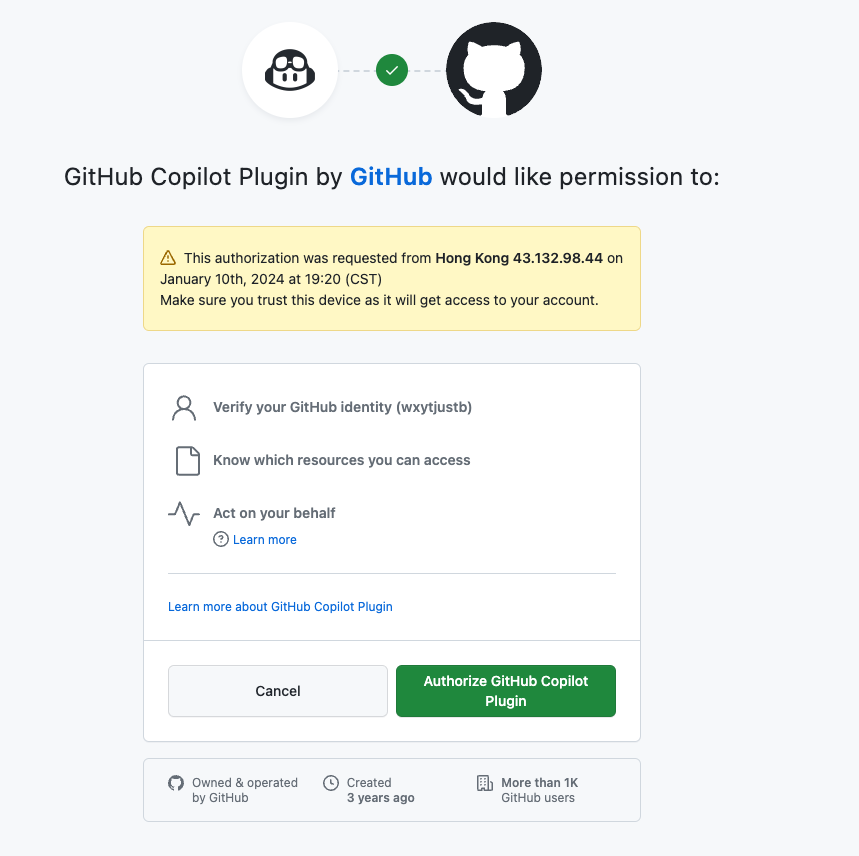 GitHub Copilot Plugin by GitHub would like permission to:
This authorization was requested from Hong Kong 43.132.98.44 on
January 10th, 2024 at 19:20 (CST)
Make sure you trust this device as it will get access to your account.
Verify your GitHub identity (wxytjustb)
Know which resources you can access
Act on your behalf
Learn more
Learn more about GitHub Copilot Plugin
Cancel
Authorize GitHub Copilot
Plugin
Owned & operated
by GitHub
Created
3 years ago
More than 1K
GitHub users